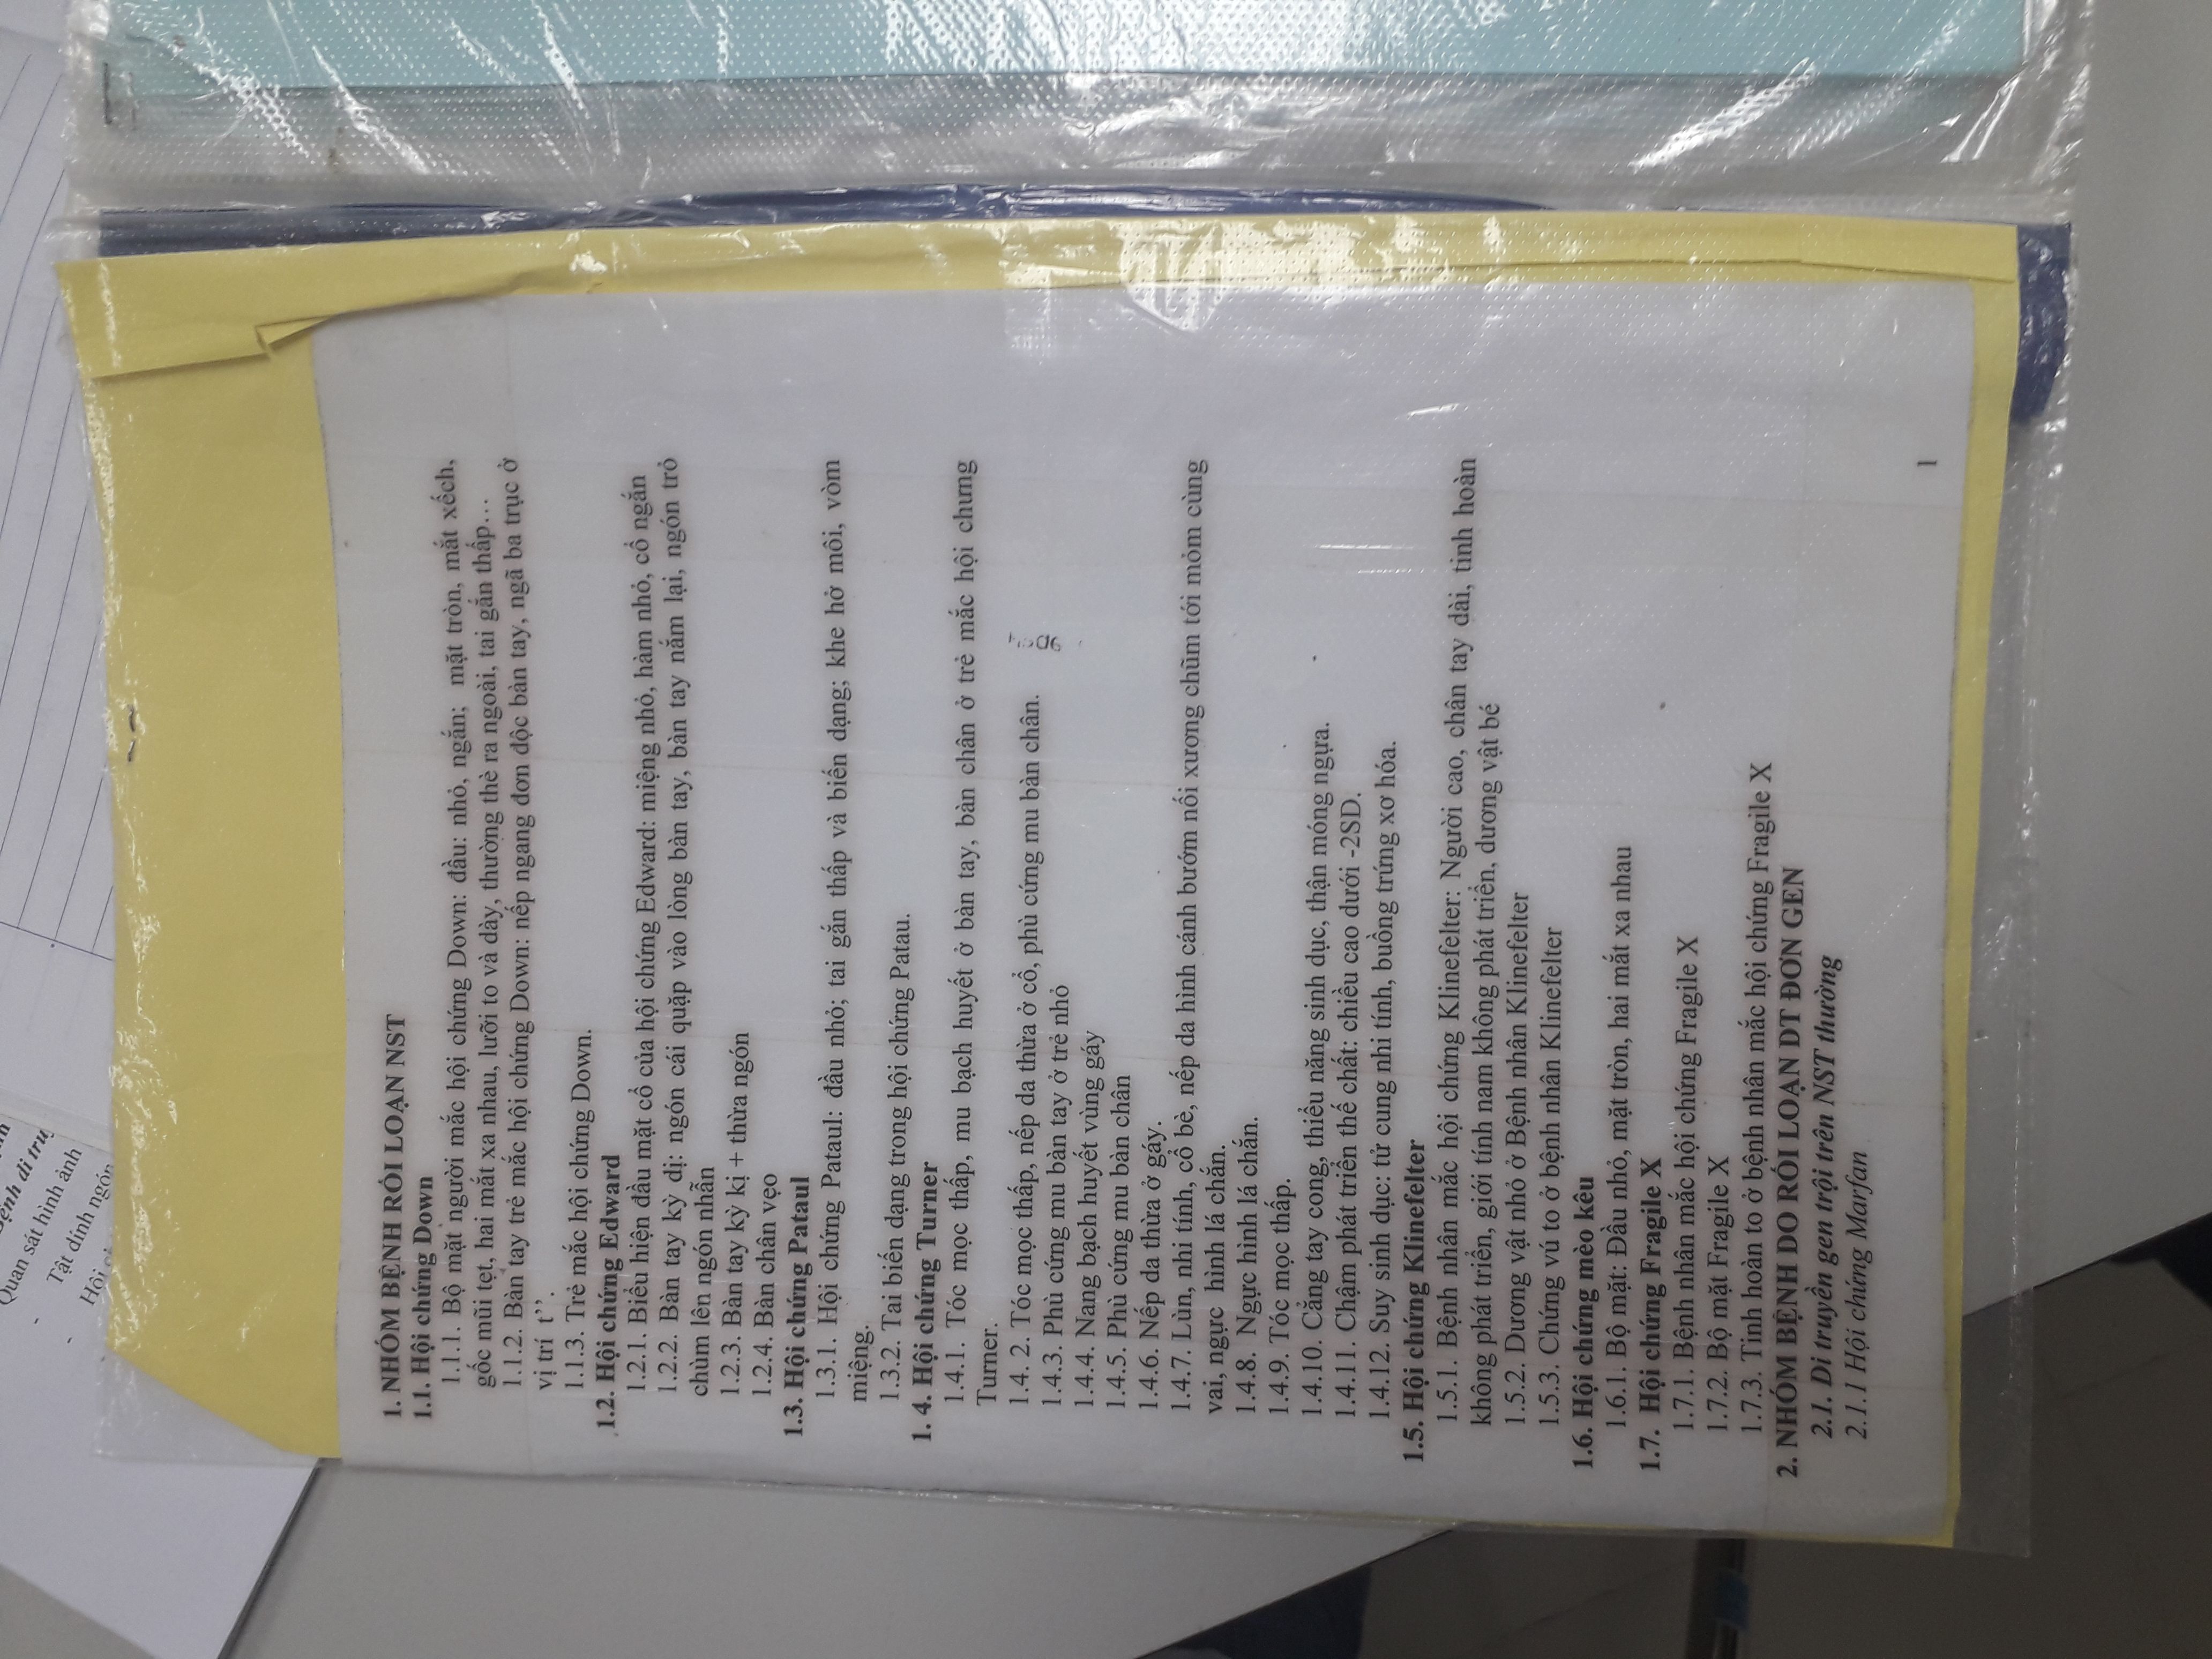 ệnh di tru
Quan sát hình ảnh
- Tật dính ngón
-
1. NHÓM BỆNH RỐI LOẠN NST
1.1. Hội chứng Down
1.1.1. Bộ mặt người mắc hội chứng Down: đầu: nhỏ, ngắn; mặt tròn, mắt xếch,
gốc mũi tẹt, hai mắt xa nhau, lưỡi to và dày, thường thè ra ngoài, tai gắn thấp…
1.1.2. Bàn tay trẻ mắc hội chứng Down: nếp ngang đơn độc bàn tay, ngã ba trục ở
vị trí t’’.
1.1.3. Trẻ mắc hội chứng Down.
1.2. Hội chứng Edward
1.2.1. Biểu hiện đầu mặt cổ của hội chứng Edward: miệng nhỏ, hàm nhỏ, cổ ngắn
1.2.2. Bàn tay kỳ dị: ngón cái quặp vào lòng bàn tay, bàn tay nắm lại, ngón trỏ
chùm lên ngón nhẫn
1.2.3. Bàn tay kỳ kị + thừa ngón
1.2.4. Bàn chân vẹo
1.3. Hội chứng Pataul
1.3.1. Hội chứng Pataul: đầu nhỏ; tai gắn thấp và biến dạng; khe hở môi, vòm
miệng.
1.3.2. Tai biến dạng trong hội chứng Patau.
1. 4. Hội chứng Turner
1.4.1. Tóc mọc thấp, mu bạch huyết ở bàn tay, bàn chân ở trẻ mắc hội chưng
Turner.
1.4. 2. Tóc mọc thấp, nếp da thừa ở cổ, phù cứng mu bàn chân.
1.4.3. Phù cứng mu bàn tay ở trẻ nhỏ
1.4.4. Nang bạch huyết vùng gáy
1.4.5. Phù cứng mu bàn chân
1.4.6. Nếp da thừa ở gáy.
1.4.7. Lùn, nhi tính, cổ bè, nếp da hình cánh bướm nối xượng chũm tới mỏm cùng
vai, ngực hình lá chắn.
1.4.8. Ngực hình lá chắn.
1.4.9. Tóc mọc thấp.
1.4.10. Cẳng tay cong, thiểu năng sinh dục, thận móng ngựa.
1.4.11. Chậm phát triển thế chất: chiều cao dưới -2SD.
1.4.12. Suy sinh dục: tử cung nhi tính, buồng trứng xơ hóa.
1.5. Hội chứng Klinefelter
1.5.1. Bệnh nhân mắc hội chứng Klinefelter: Người cao, chân tay dài, tinh hoàn
không phát triển, giới tính nam không phát triển, dương vật bé
1.5.2. Dương vật nhỏ ở Bệnh nhân Klinefelter
1.5.3. Chứng vú to ở bệnh nhân Klinefelter
1.6. Hội chứng mèo kêu
1.6.1. Bộ mặt: Đầu nhỏ, mặt tròn, hai mắt xa nhau
1.7. Hội chứng Fragile X
1.7.1. Bệnh nhân mắc hội chứng Fragile X
1.7.2. Bộ mặt Fragile X
1.7.3. Tinh hoàn to ở bệnh nhân mắc hội chứng Fragile X
2. NHÓM BỆNH DO RỐI LOẠN DT ĐƠN GEN
2.1. Di truyền gen trội trên NST thường
2.1.1 Hội chứng Marfan
1